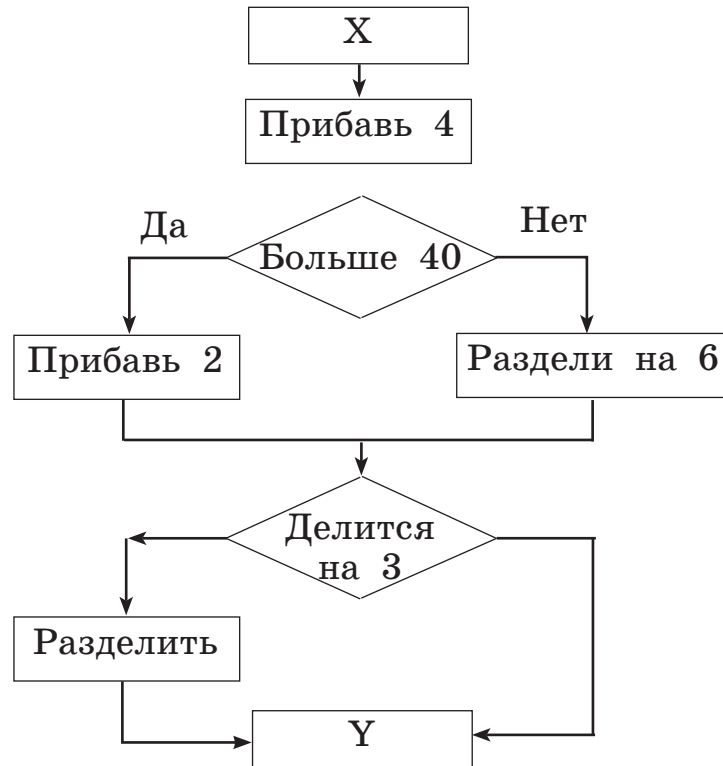 X
Прибавь 4
Да
Нет
Больше 40
Прибавь 2
Раздели на 6
Делится
на 3
Разделить
Y